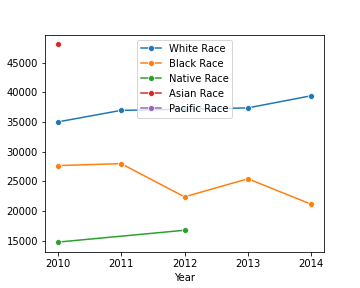 White Race
Black Race
Native Race
Asian Race
Pacific Race
45000
40000
35000
30000
25000
20000
15000
2010 2011 2012 2013 2014
Year